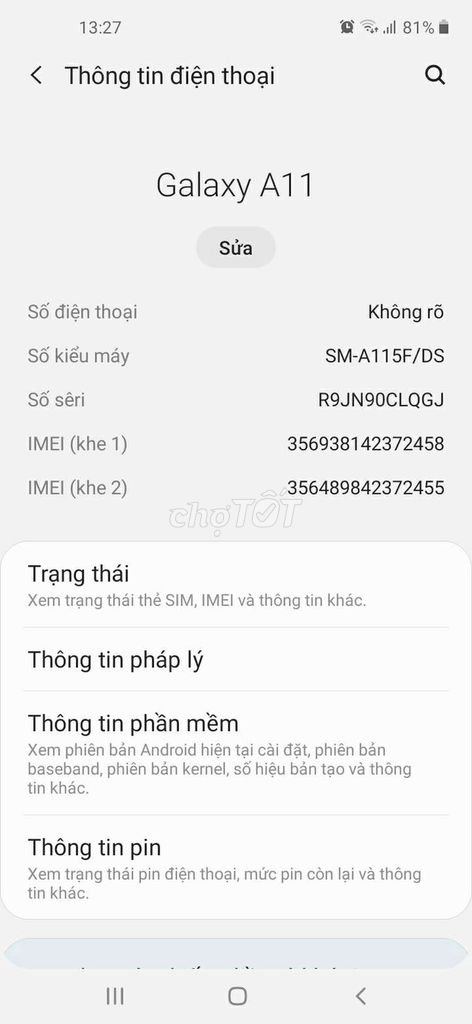 13:27
81%
Thông tin điện thoại
Galaxy A11
Sửa
Số điện thoại Không rõ
Số kiểu máy SM-A115F/DS
Số sêri R9JN90CLQGJ
IMEI (khe 1) 356938142372458
IMEI (khe 2) 356489842372455
chợTỐT
Trạng thái
Xem trạng thái thẻ SIM, IMEI và thông tin khác.
Thông tin pháp lý
Thông tin phần mềm
Xem phiên bản Android hiện tại cài đặt, phiên bản
baseband, phiên bản kernel, số hiệu bản tạo và thông
tin khác.
Thông tin pin
Xem trạng thái pin điện thoại, mức pin còn lại và thông
tin khác.